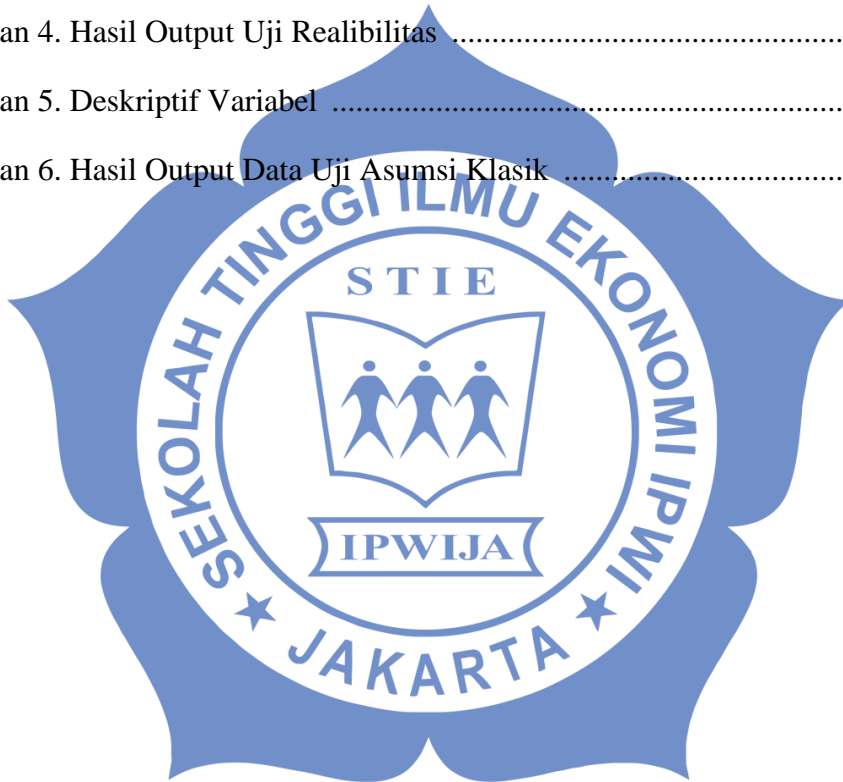 an 4. Hasil Output Uji Realibilitas ................................................
an 5. Deskriptif Variabel ................................................................
an 6. Hasil Output Data Uji Asumsi Klasik ...................................
SEKOLAH TINGGI ILMU EKONOMI IPWI
STIE
IPWIJA
★ JAKARTA ★